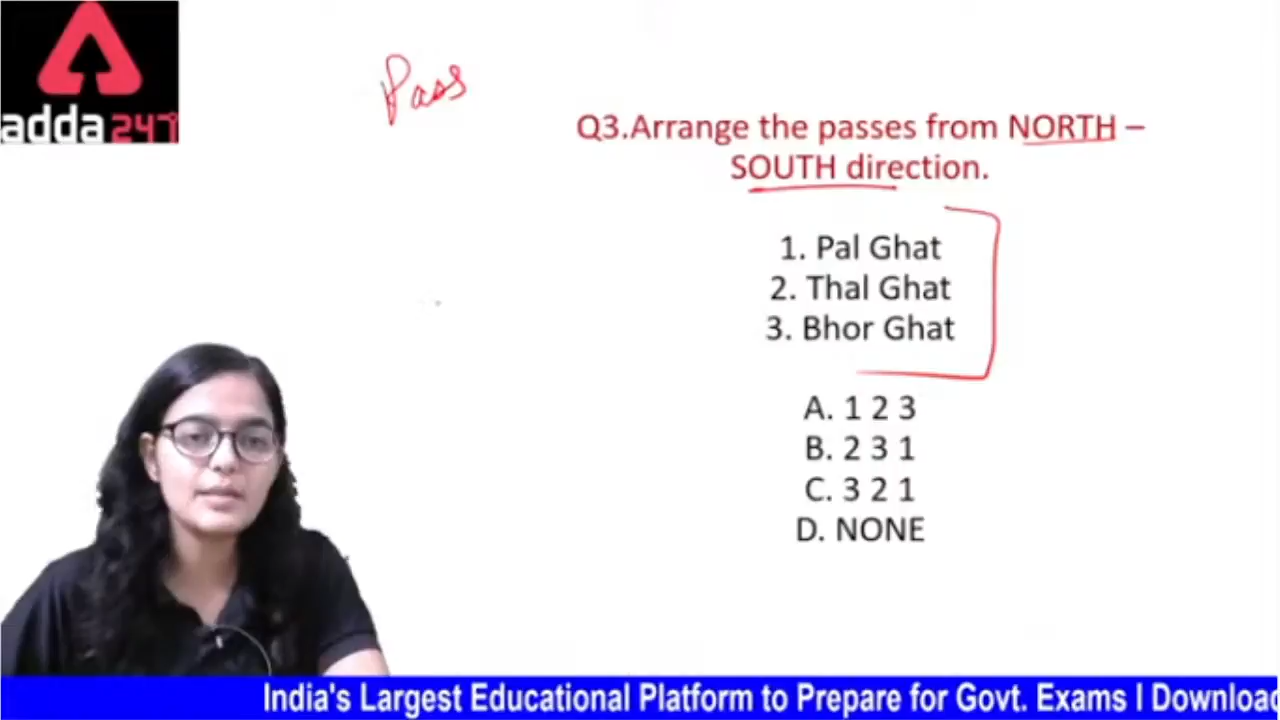 adda247
Pass
Q3.Arrange the passes from NORTH –
SOUTH direction.
1. Pal Ghat
2. Thal Ghat
3. Bhor Ghat
A. 1 2 3
B. 2 3 1
C. 3 2 1
D. NONE
India's Largest Educational Platform to Prepare for Govt. Exams I Download